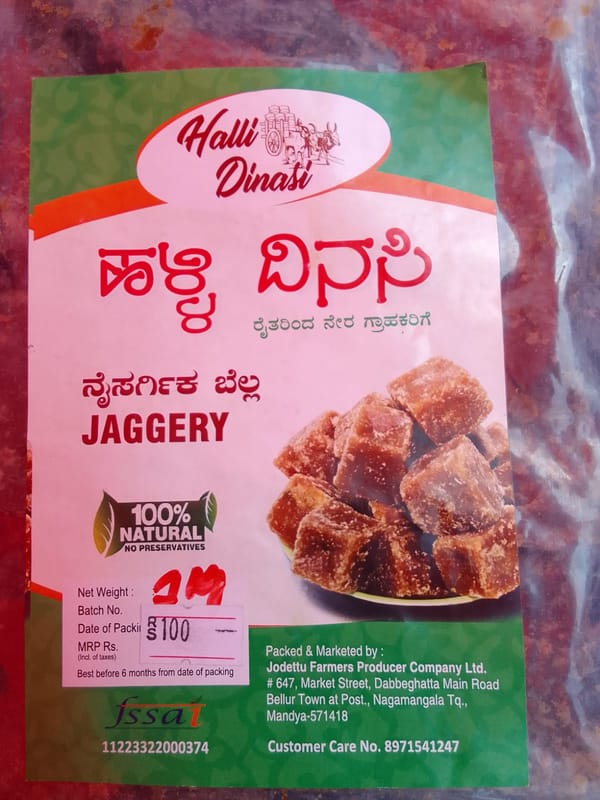 Halli
Dinasi
ಹಳ್ಳಿ ದಿನಸಿ
ರೈತರಿಂದ ನೇರ ಗ್ರಾಹಕರಿಗೆ
ನೈಸರ್ಗಿಕ ಬೆಲ್ಲ
JAGGERY
100%
NATURAL
NO PRESERVATIVES
Net Weight :
Batch No.
Date of
MRP Rs.
(incl. of taxes)
RS 100
Best before 6 months from date of packing
fssai
11223322000374
Packed & Marketed by :
Jodettu Farmers Producer Company Ltd.
# 647, Market Street, Dabbeghatta Main Road
Bellur Town at Post., Nagamangala Tq.,
Mandya-571418
Customer Care No. 8971541247